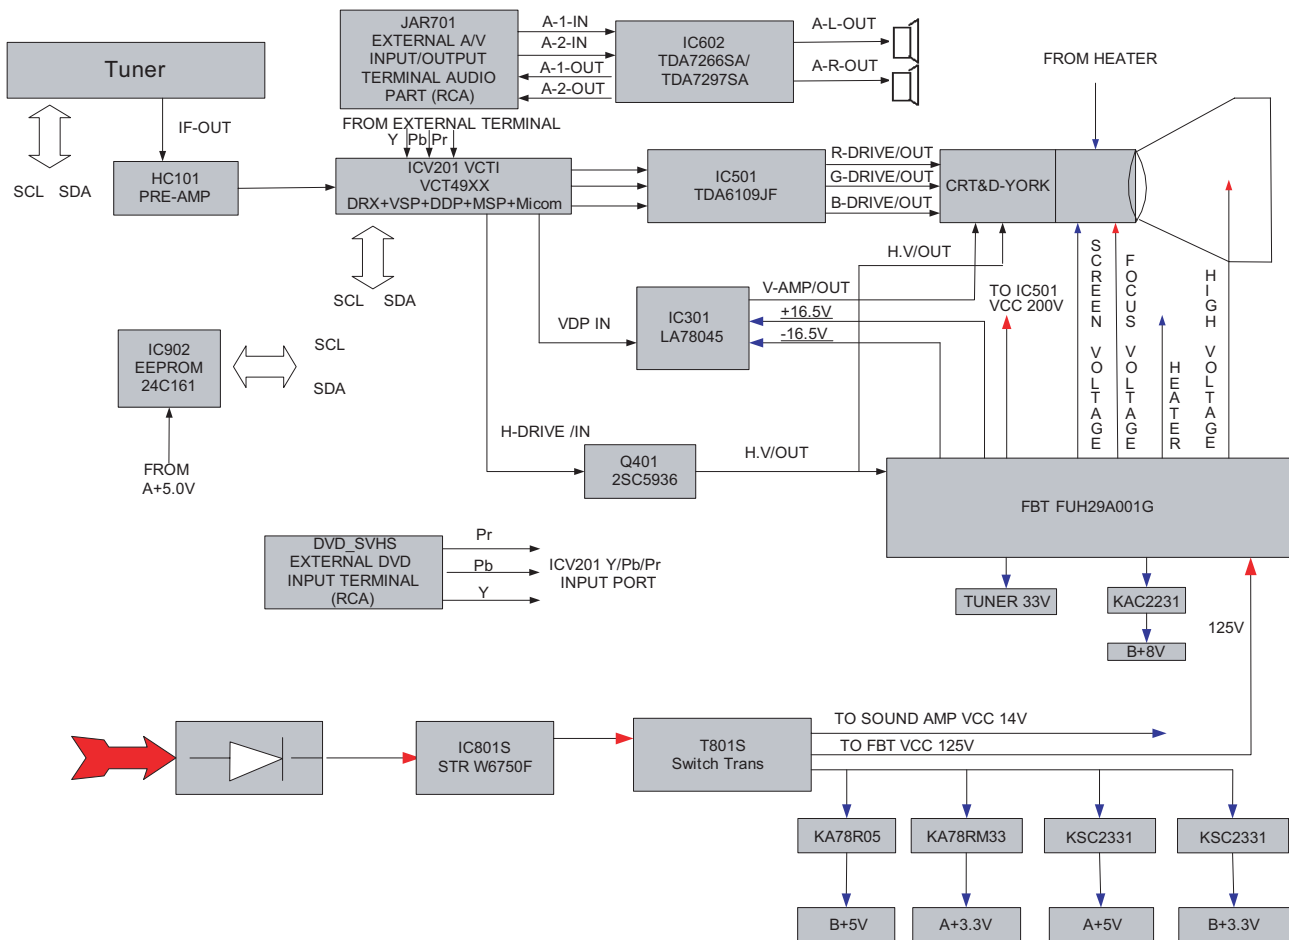 Tuner
IF-OUT
SCL SDA
HC101
PRE-AMP
JAR701
EXTERNAL A/V
INPUT/OUTPUT
TERMINAL AUDIO
PART (RCA)
A-1-IN
A-2-IN
A-1-OUT
A-2-OUT
IC602
TDA7266SA/
TDA7297SA
A-L-OUT
A-R-OUT
FROM HEATER
FROM EXTERNAL TERMINAL
Y Pb Pr
ICV201 VCTI
VCT49XX
DRX+VSP+DDP+MSP+Micom
SCL SDA
IC501
TDA6109JF
R-DRIVE/OUT
G-DRIVE/OUT
B-DRIVE/OUT
CRT&D-YORK
H.V/OUT
V-AMP/OUT
+16.5V
-16.5V
VDP IN
IC301
LA78045
TO IC501
VCC 200V
SCREEN VOLTAGE
FOCUS VOLTAGE
HEATER
HIGH VOLTAGE
IC902
EEPROM
24C161
SCL
SDA
FROM
A+5.0V
H-DRIVE /IN
Q401
2SC5936
H.V/OUT
FBT FUH29A001G
DVD_SVHS
EXTERNAL DVD
INPUT TERMINAL
(RCA)
Pr
Pb
Y
ICV201 Y/Pb/Pr
INPUT PORT
TUNER 33V
KAC2231
B+8V
125V
IC801S
STR W6750F
T801S
Switch Trans
TO SOUND AMP VCC 14V
TO FBT VCC 125V
KA78R05
KA78RM33
KSC2331
KSC2331
B+5V
A+3.3V
A+5V
B+3.3V